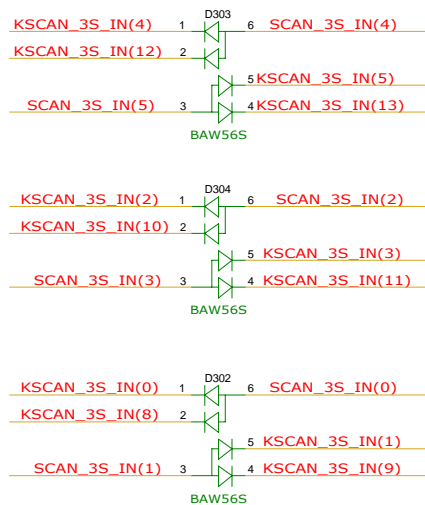 D303
KSCAN_3S_IN(4) 1 6 SCAN_3S_IN(4)
KSCAN_3S_IN(12) 2
5 KSCAN_3S_IN(5)
SCAN_3S_IN(5) 3 4 KSCAN_3S_IN(13)
BAW56S
D304
KSCAN_3S_IN(2) 1 6 SCAN_3S_IN(2)
KSCAN_3S_IN(10) 2
5 KSCAN_3S_IN(3)
SCAN_3S_IN(3) 3 4 KSCAN_3S_IN(11)
BAW56S
D302
KSCAN_3S_IN(0) 1 6 SCAN_3S_IN(0)
KSCAN_3S_IN(8) 2
5 KSCAN_3S_IN(1)
SCAN_3S_IN(1) 3 4 KSCAN_3S_IN(9)
BAW56S